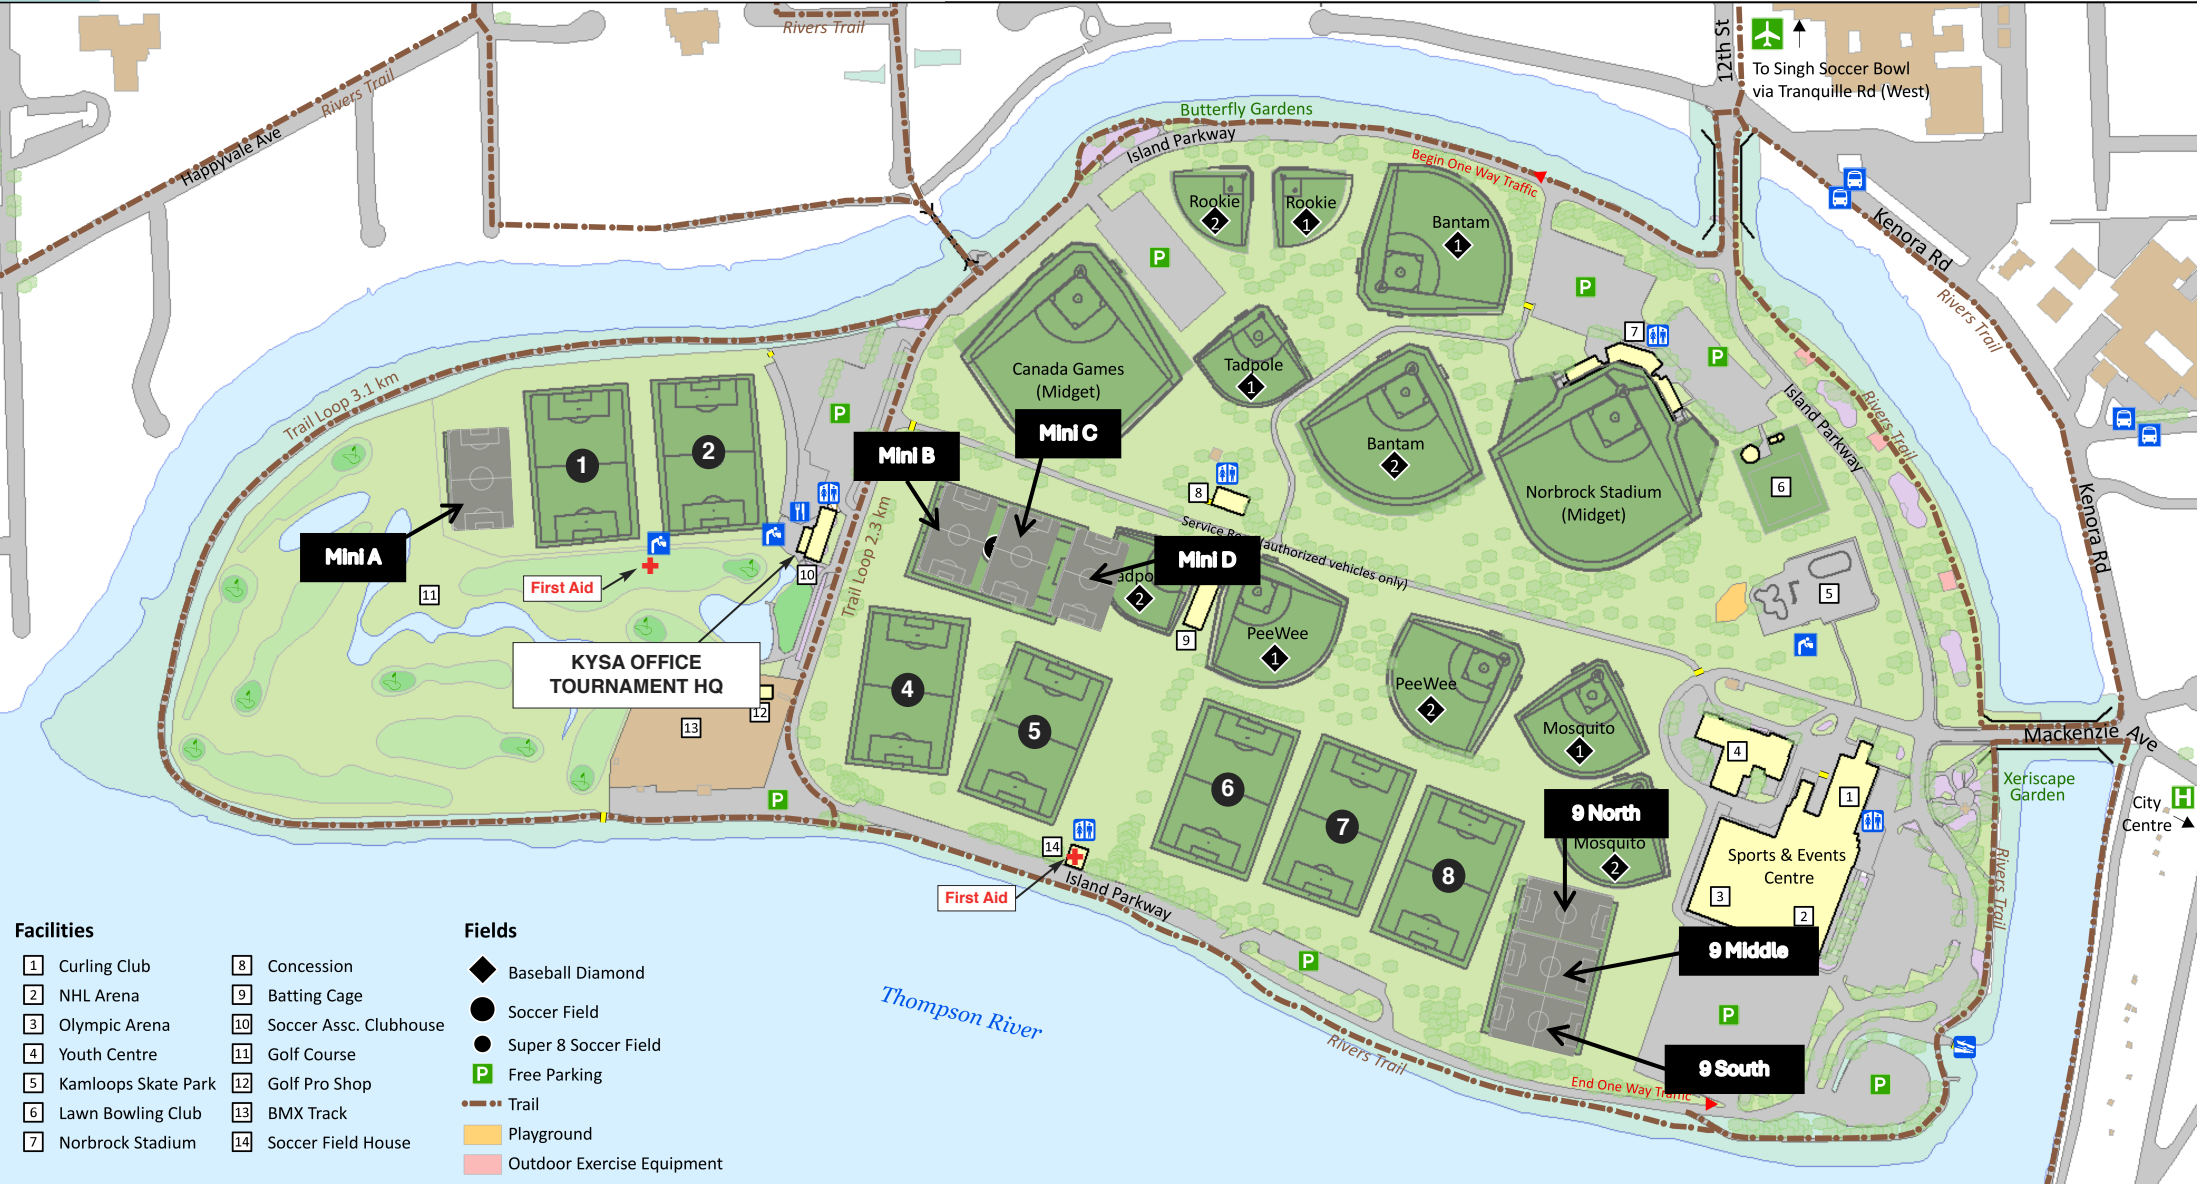 Rivers Trail
12th St
To Singh Soccer Bowl
via Tranquille Rd (West)
Rivers Trail
Happyvale Ave
Butterfly Gardens
Island Parkway
Begin One Way Traffic
Rookie
2
Rookie
1
Bantam
1
P
P
Kenora Rd
Rivers Trail
7
P
Canada Games
(Midget)
Tadpole
1
Trail Loop 3.1 km
P
Island Parkway
Rivers Trail
Mini C
Mini B
1
2
Bantam
2
Norbrock Stadium
(Midget)
6
8
Kenora Rd
Service Ro
(authorized vehicles only)
Mini A
Mini D
Trail Loop 2.3 km
First Aid
10
11
adpo
2
9
5
PeeWee
1
KYSA OFFICE
TOURNAMENT HQ
12
13
4
5
PeeWee
2
Mosquito
1
4
Mackenzie Ave
Xeriscape
Garden
H
City
Centre
P
6
7
8
9 North
Mosquito
2
1
Sports & Events
Centre
3
2
14
First Aid
Island Parkway
Rivers Trail
9 Middle
P
P
Thompson River
Rivers Trail
9 South
End One Way Traffic
P
Facilities
1 Curling Club
2 NHL Arena
3 Olympic Arena
4 Youth Centre
5 Kamloops Skate Park
6 Lawn Bowling Club
7 Norbrock Stadium
8 Concession
9 Batting Cage
10 Soccer Assc. Clubhouse
11 Golf Course
12 Golf Pro Shop
13 BMX Track
14 Soccer Field House
Fields
Baseball Diamond
Soccer Field
Super 8 Soccer Field
P Free Parking
Trail
Playground
Outdoor Exercise Equipment